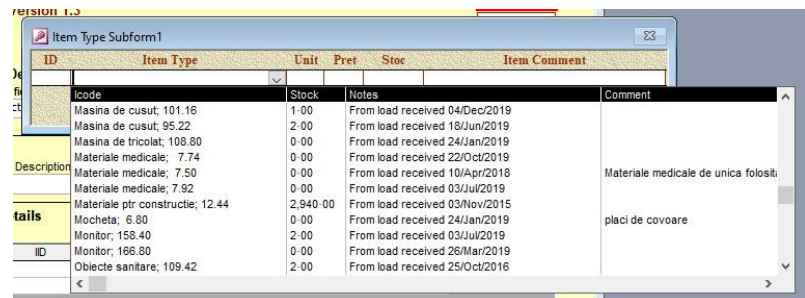 Version 1.3
Item Type Subform1
ID Item Type Unit Pret Stoc Item Comment
Icode Stock Notes Comment
Masina de cusut; 101.16 1-00 From load received 04/Dec/2019
Masina de cusut; 95.22 2-00 From load received 18/Jun/2019
Masina de tricolat; 108.80 0-00 From load received 24/Jan/2019
Materiale medicale; 7.74 0-00 From load received 22/Oct/2019
Materiale medicale; 7.50 0-00 From load received 10/Apr/2018 Materiale medicale de unica folosita
Materiale medicale; 7.92 0-00 From load received 03/Jul/2019
Materiale ptr constructie; 12.44 2,940-00 From load received 03/Nov/2015
Mocheta; 6.80 0-00 From load received 24/Jan/2019 placi de covoare
Monitor; 158.40 2-00 From load received 03/Jul/2019
Monitor; 166.80 0-00 From load received 26/Mar/2019
Obiecte sanitare; 109.42 2-00 From load received 25/Oct/2016
Description
tails
IID